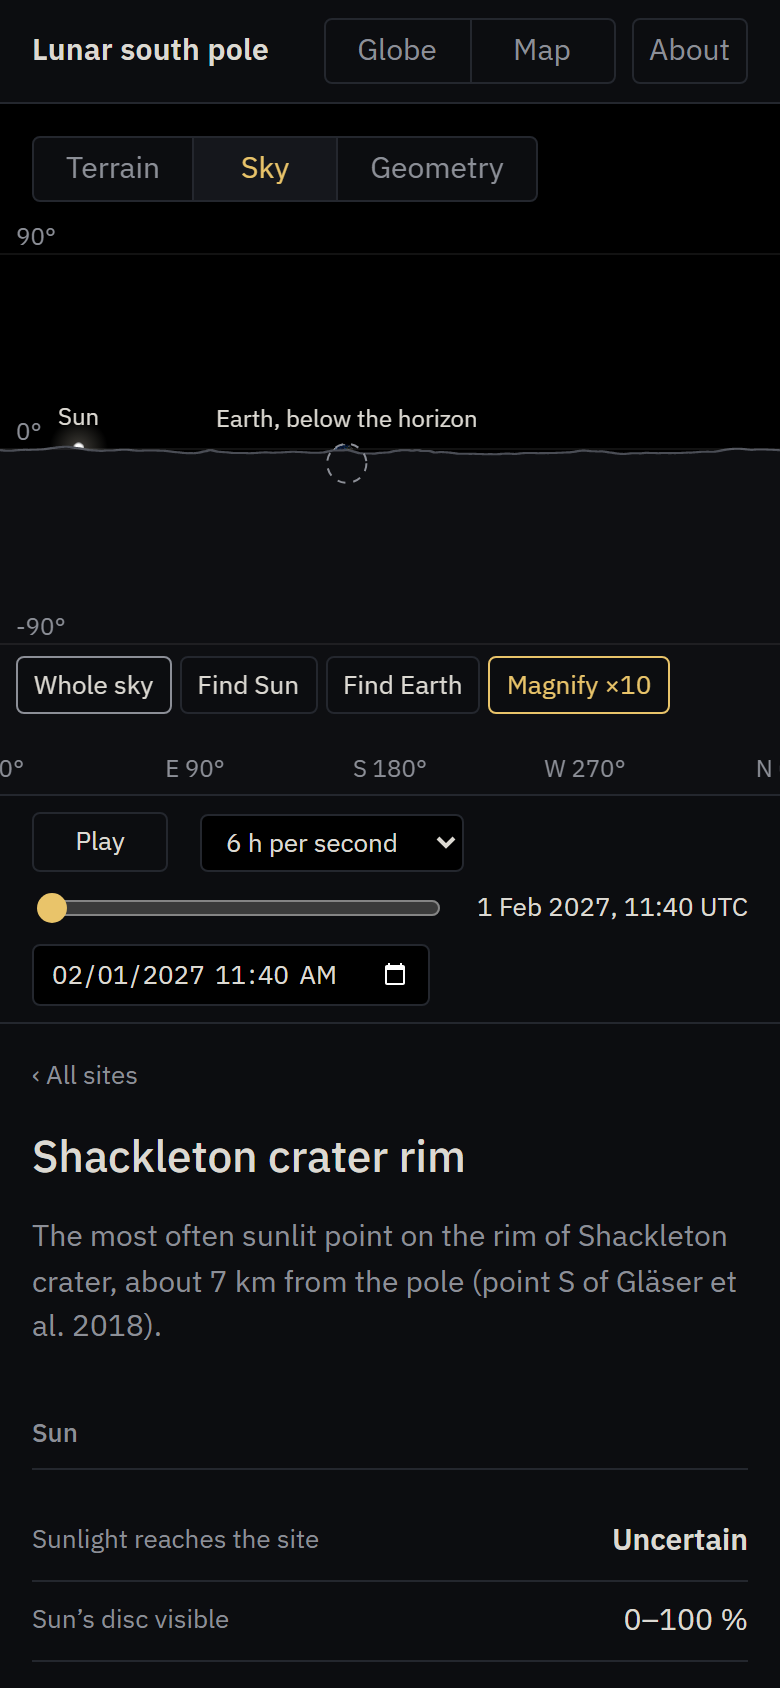 Lunar south pole
Globe
Map
About
Terrain
Sky
Geometry
90°
Sun
Earth, below the horizon
0°
-90°
Whole sky
Find Sun
Find Earth
Magnify ×10
0°
E 90°
S 180°
W 270°
N
Play
6 h per second
1 Feb 2027, 11:40 UTC
02/01/2027 11:40 AM
‹ All sites
Shackleton crater rim
The most often sunlit point on the rim of Shackleton
crater, about 7 km from the pole (point S of Gläser et
al. 2018).
Sun
Sunlight reaches the site
Uncertain
Sun’s disc visible
0–100 %